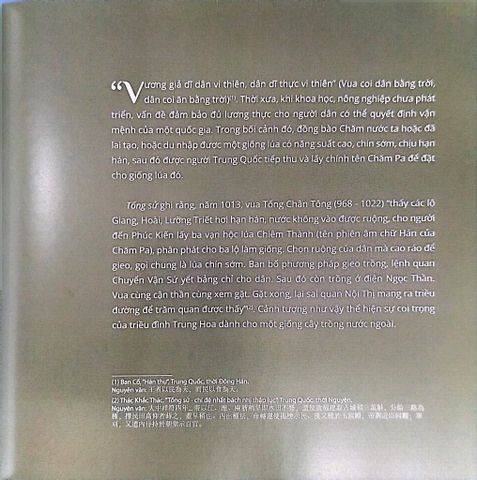 “Vương giả dĩ dân vi thiên, dân dĩ thực vi thiên” (Vua coi dân bằng trời,
dân coi ăn bằng trời)⁽¹⁾. Thời xưa, khi khoa học, nông nghiệp chưa phát
triển, vấn đề đảm bảo đủ lương thực cho người dân có thể quyết định vận
mệnh của một quốc gia. Trong bối cảnh đó, đồng bào Chăm nước ta hoặc đã
lai tạo, hoặc du nhập được một giống lúa có năng suất cao, chín sớm, chịu hạn
hán, sau đó được người Trung Quốc tiếp thu và lấy chính tên Chăm Pa để đặt
cho giống lúa đó.
Tống sử ghi rằng, năm 1013, vua Tống Chân Tông (968 - 1022) “thấy các lộ
Giang, Hoài, Lưỡng Triết hơi hạn hán, nước không vào được ruộng, cho người
đến Phúc Kiến lấy ba vạn hộc lúa Chiêm Thành (tên phiên âm chữ Hán của
Chăm Pa), phân phát cho ba lộ làm giống. Chọn ruộng của dân mà cao ráo để
gieo, gọi chung là lúa chín sớm. Ban bố phương pháp gieo trồng, lệnh quan
Chuyển Vận Sứ yết bảng chỉ cho dân. Sau đó còn trồng ở điện Ngọc Thần.
Vua cùng cận thần cùng xem gặt. Gặt xong, lại sai quan Nội Thị mang ra triều
đường để trăm quan được thấy”⁽²⁾. Cảnh tượng như vậy thể hiện sự coi trọng
của triều đình Trung Hoa dành cho một giống cây trồng nước ngoài.
(1) Ban Cố, “Hán thư”, Trung Quốc, thời Đông Hán.
Nguyên văn: 王者以民為天，而民以食為天。
(2) Thác Khắc Thác, “Tống sử - chí đệ nhất bách nhị thập lục”, Trung Quốc, thời Nguyên.
Nguyên văn: